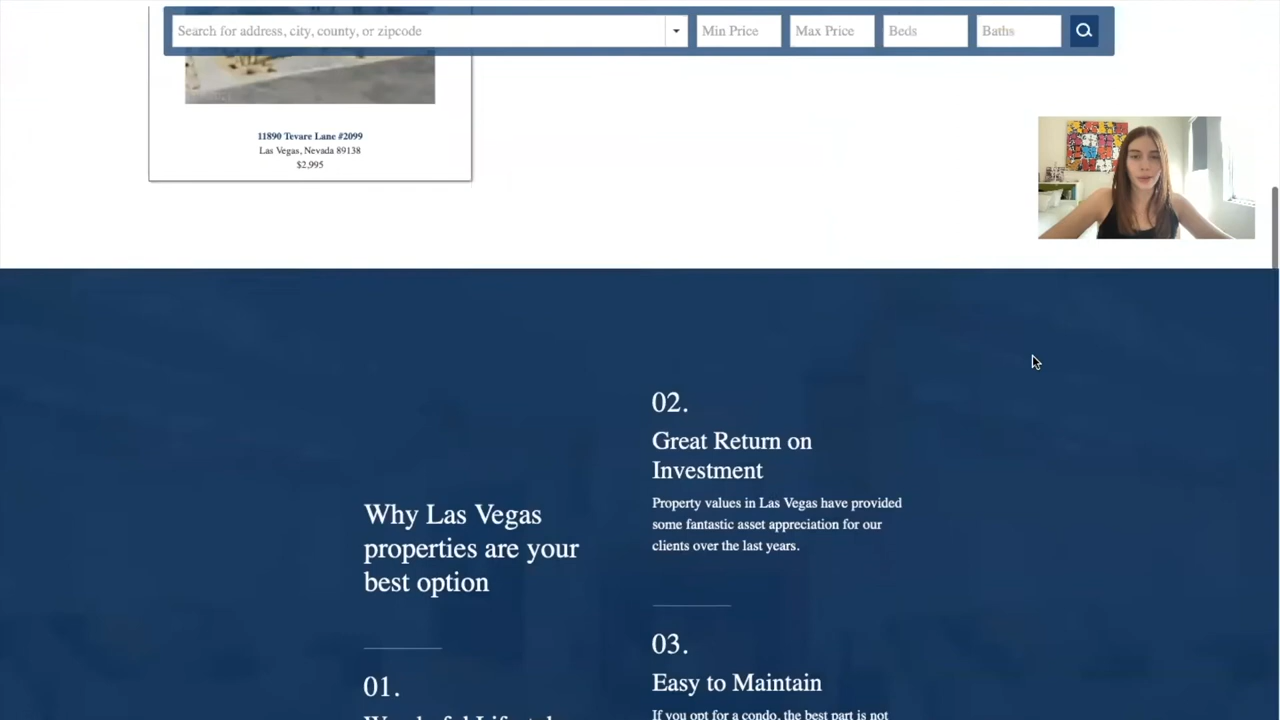 Search for address, city, county, or zipcode
Min Price
Max Price
Beds
Baths
11890 Tevare Lane #2099
Las Vegas, Nevada 89138
$2,995
Why Las Vegas
properties are your
best option
01.
02.
Great Return on
Investment
Property values in Las Vegas have provided
some fantastic asset appreciation for our
clients over the last years.
03.
Easy to Maintain
If you opt for a condo, the best part is not